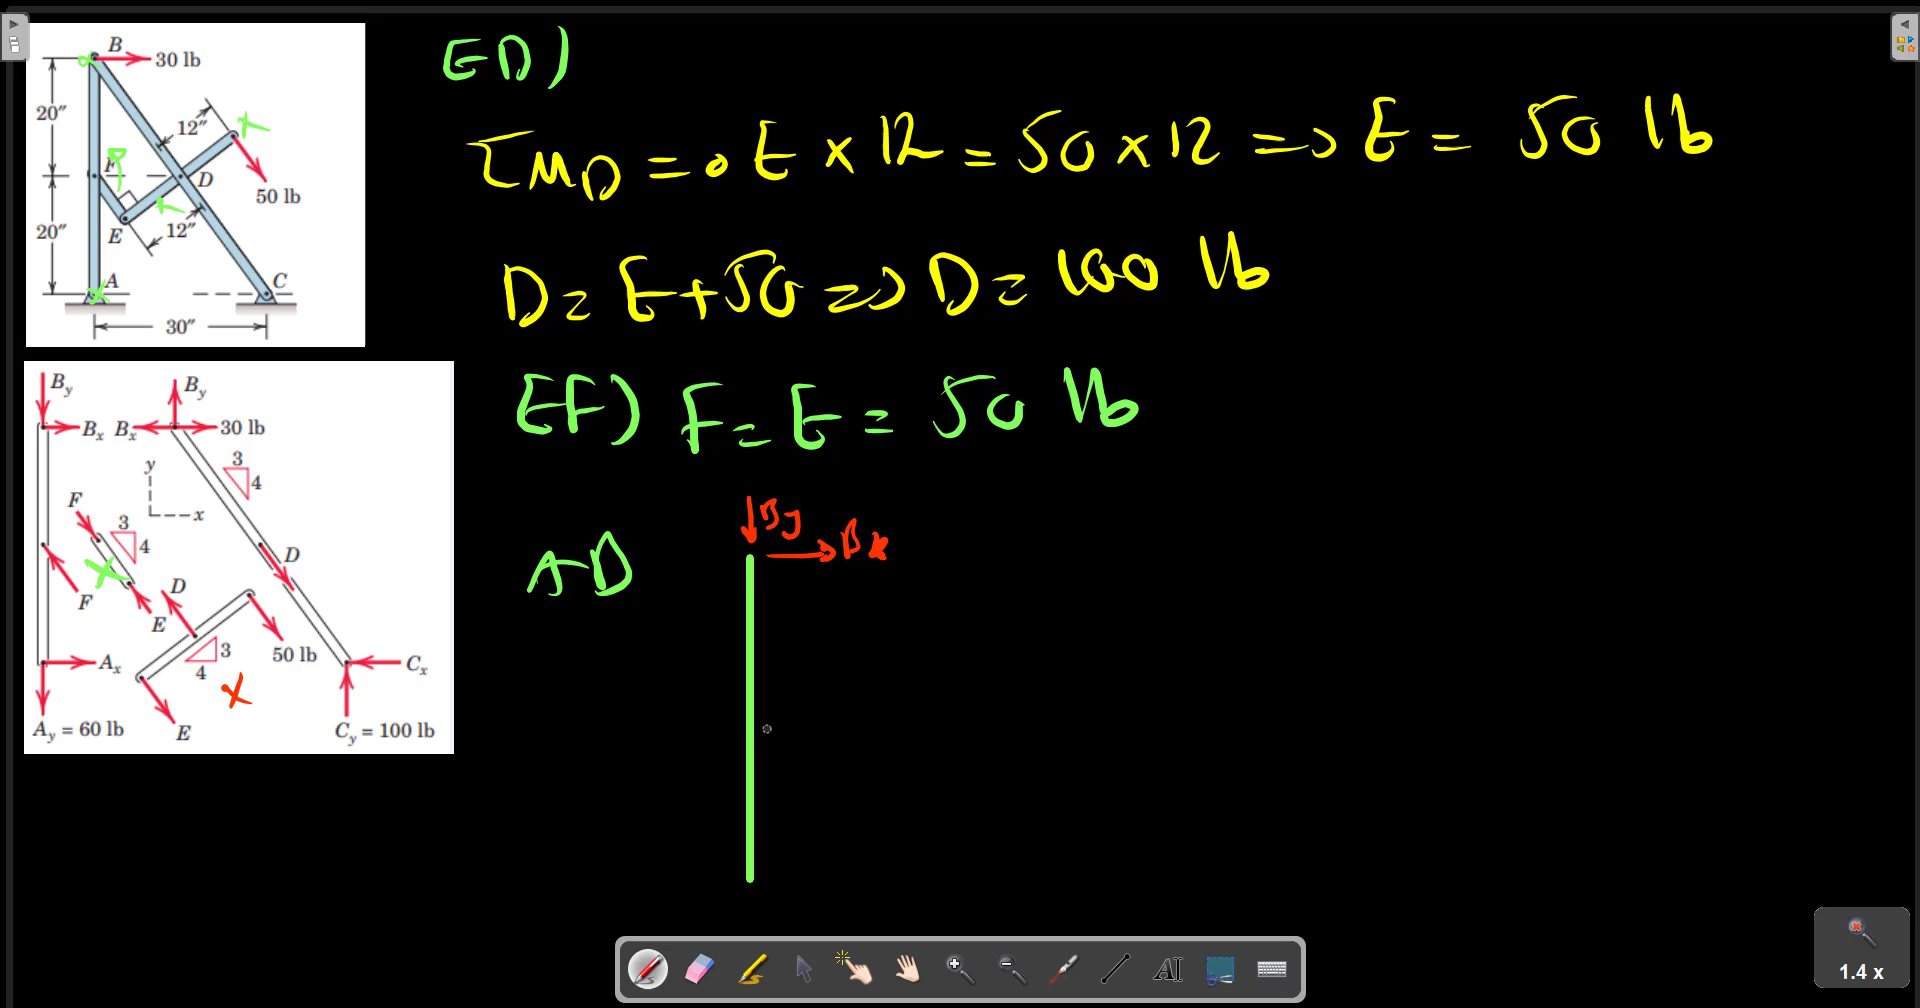 B
30 lb
20″
12″
F
D
50 lb
20″
E
12″
A
C
30″
By
By
Bx
Bx
30 lb
3
4
y
x
F
3
4
D
F
D
E
3
4
50 lb
Ax
Cx
Ay = 60 lb
E
Cy = 100 lb
ED)
ΣMD = 0 E × 12 = 50 × 12 => E = 50 lb
D = E + 50 => D = 100 lb
EF) F = E = 50 lb
By
Bx
1.4 x